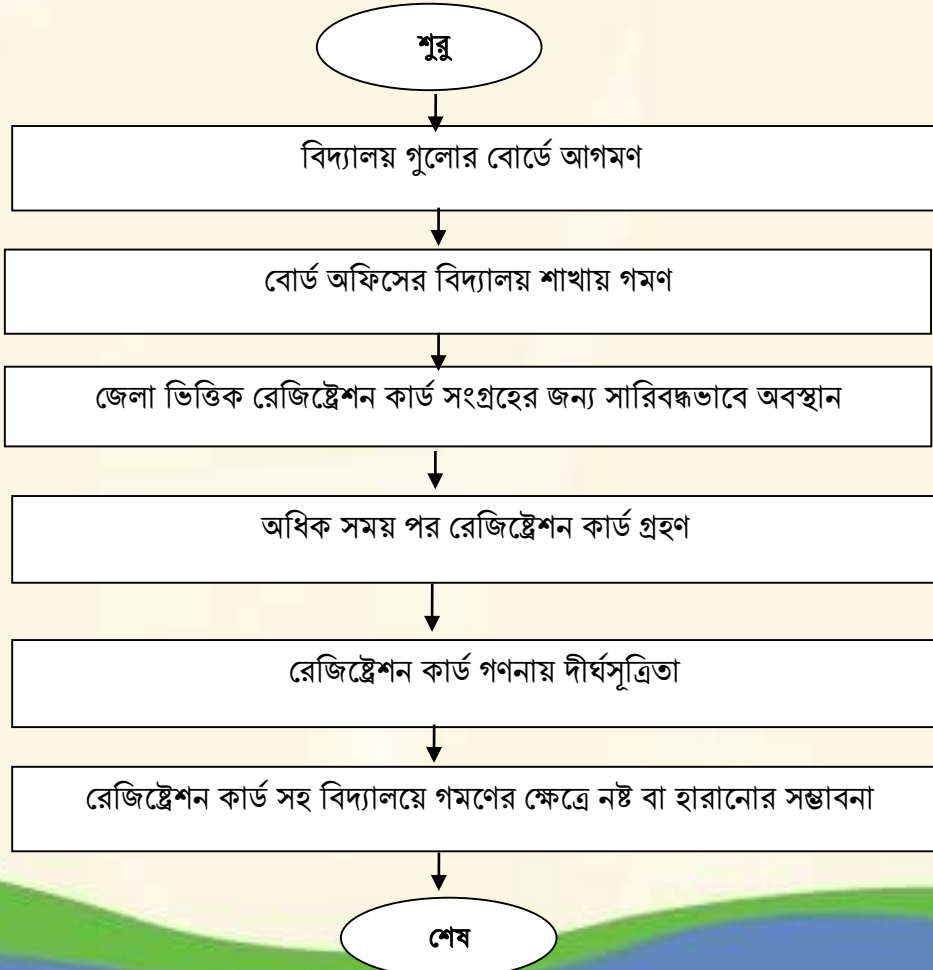 শুরু
বিদ্যালয় গুলোর বোর্ডে আগমণ
বোর্ড অফিসের বিদ্যালয় শাখায় গমণ
জেলা ভিত্তিক রেজিষ্ট্রেশন কার্ড সংগ্রহের জন্য সারিবদ্ধভাবে অবস্থান
অধিক সময় পর রেজিষ্ট্রেশন কার্ড গ্রহণ
রেজিষ্ট্রেশন কার্ড গণনায় দীর্ঘসূত্রিতা
রেজিষ্ট্রেশন কার্ড সহ বিদ্যালয়ে গমণের ক্ষেত্রে নষ্ট বা হারানোর সম্ভাবনা
শেষ